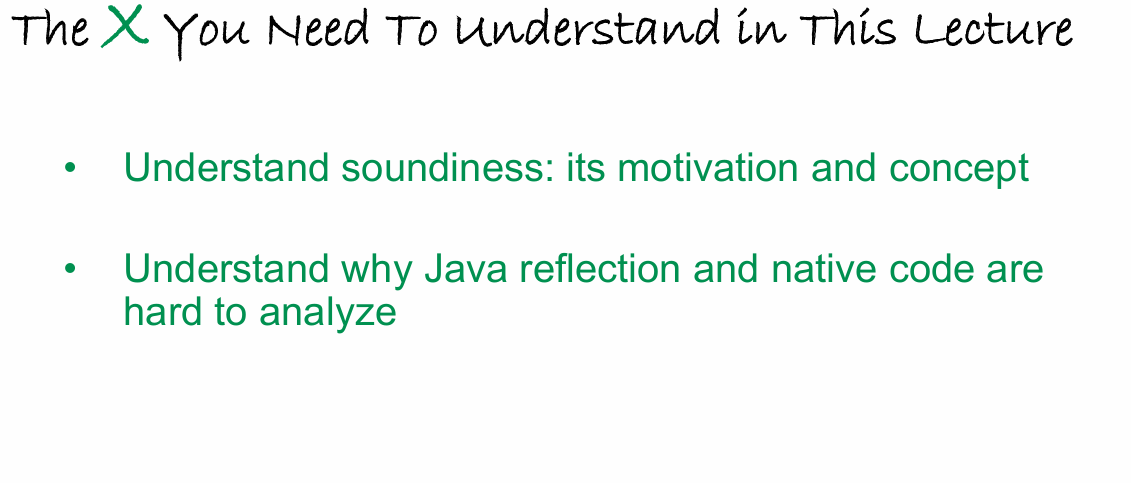 The X You Need To Understand in This Lecture
• Understand soundiness: its motivation and concept
• Understand why Java reflection and native code are
hard to analyze